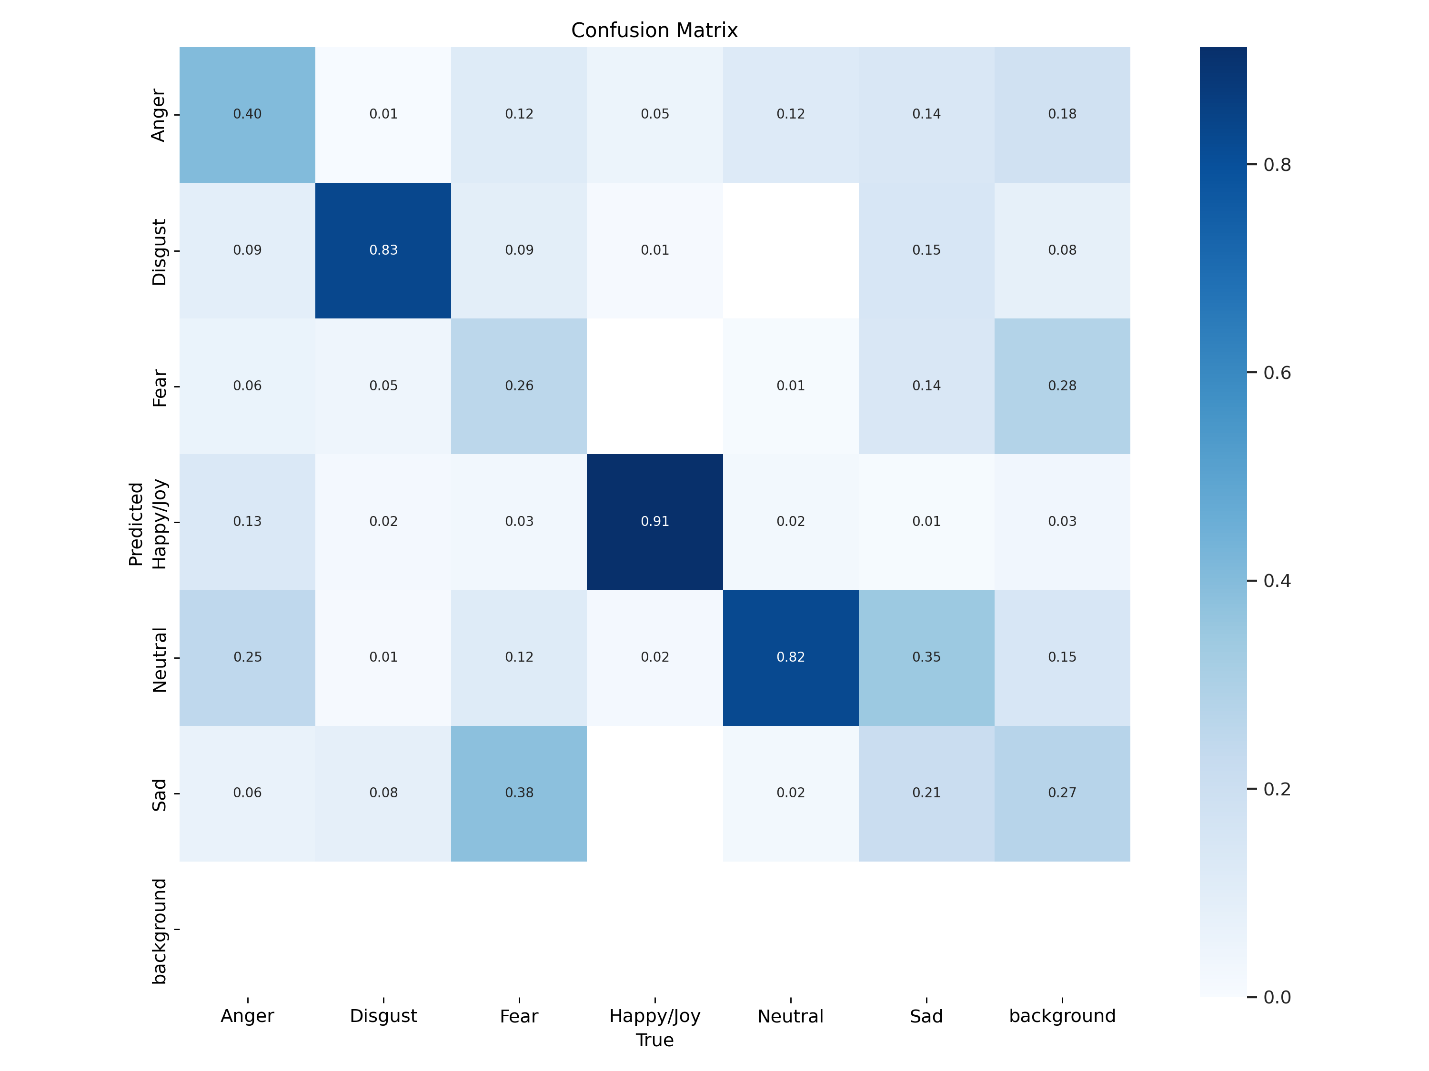 Confusion Matrix
Anger 0.40 0.01 0.12 0.05 0.12 0.14 0.18
Disgust 0.09 0.83 0.09 0.01 0.15 0.08
Fear 0.06 0.05 0.26 0.01 0.14 0.28
Predicted
Happy/Joy 0.13 0.02 0.03 0.91 0.02 0.01 0.03
Neutral 0.25 0.01 0.12 0.02 0.82 0.35 0.15
Sad 0.06 0.08 0.38 0.02 0.21 0.27
background
Anger Disgust Fear Happy/Joy Neutral Sad background
True
0.8
0.6
0.4
0.2
0.0